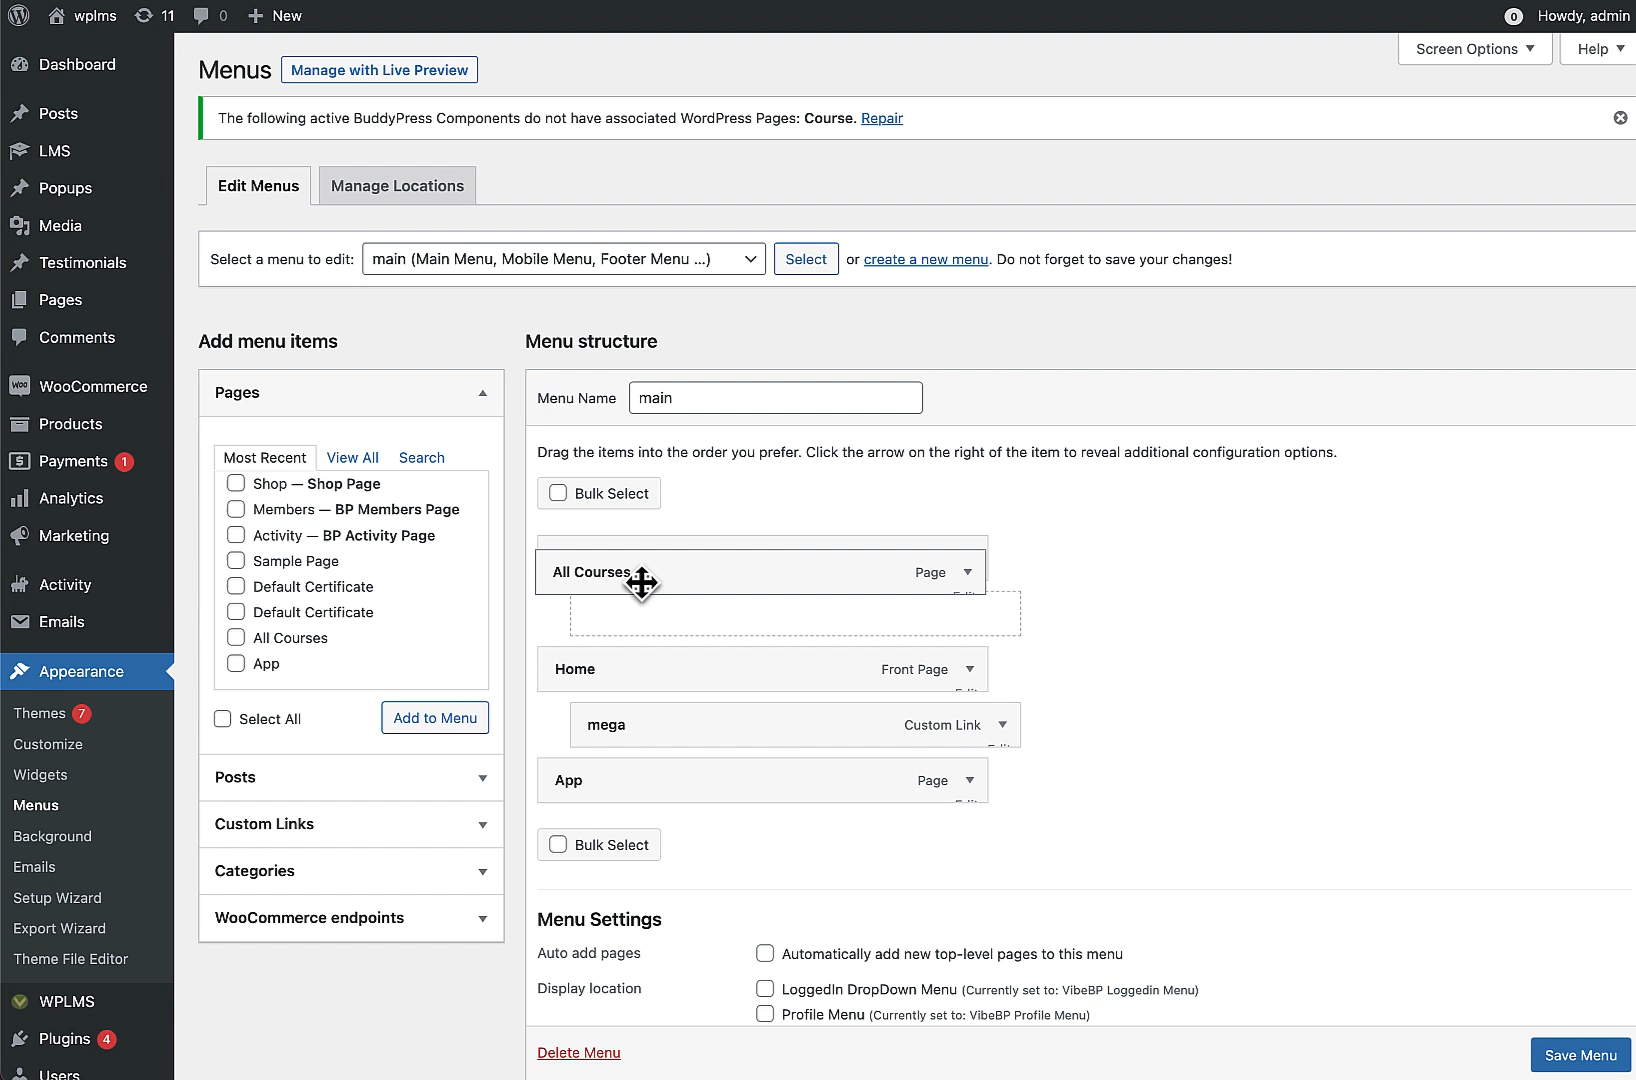 wplms 11 0 New
0 Howdy, admin
Dashboard
Posts
LMS
Popups
Media
Testimonials
Pages
Comments
WooCommerce
Products
Payments 1
Analytics
Marketing
Activity
Emails
Appearance
Themes 7
Customize
Widgets
Menus
Background
Emails
Setup Wizard
Export Wizard
Theme File Editor
WPLMS
Plugins 4
Users
Screen Options
Help
Menus
Manage with Live Preview
The following active BuddyPress Components do not have associated WordPress Pages: Course. Repair
Edit Menus
Manage Locations
Select a menu to edit: main (Main Menu, Mobile Menu, Footer Menu ...) Select or create a new menu. Do not forget to save your changes!
Add menu items
Pages
Most Recent View All Search
Shop — Shop Page
Members — BP Members Page
Activity — BP Activity Page
Sample Page
Default Certificate
Default Certificate
All Courses
App
Select All
Add to Menu
Posts
Custom Links
Categories
WooCommerce endpoints
Menu structure
Menu Name main
Drag the items into the order you prefer. Click the arrow on the right of the item to reveal additional configuration options.
Bulk Select
All Courses Page
Home Front Page
mega Custom Link
App Page
Bulk Select
Menu Settings
Auto add pages
Automatically add new top-level pages to this menu
Display location
LoggedIn DropDown Menu (Currently set to: VibeBP Loggedin Menu)
Profile Menu (Currently set to: VibeBP Profile Menu)
Delete Menu
Save Menu